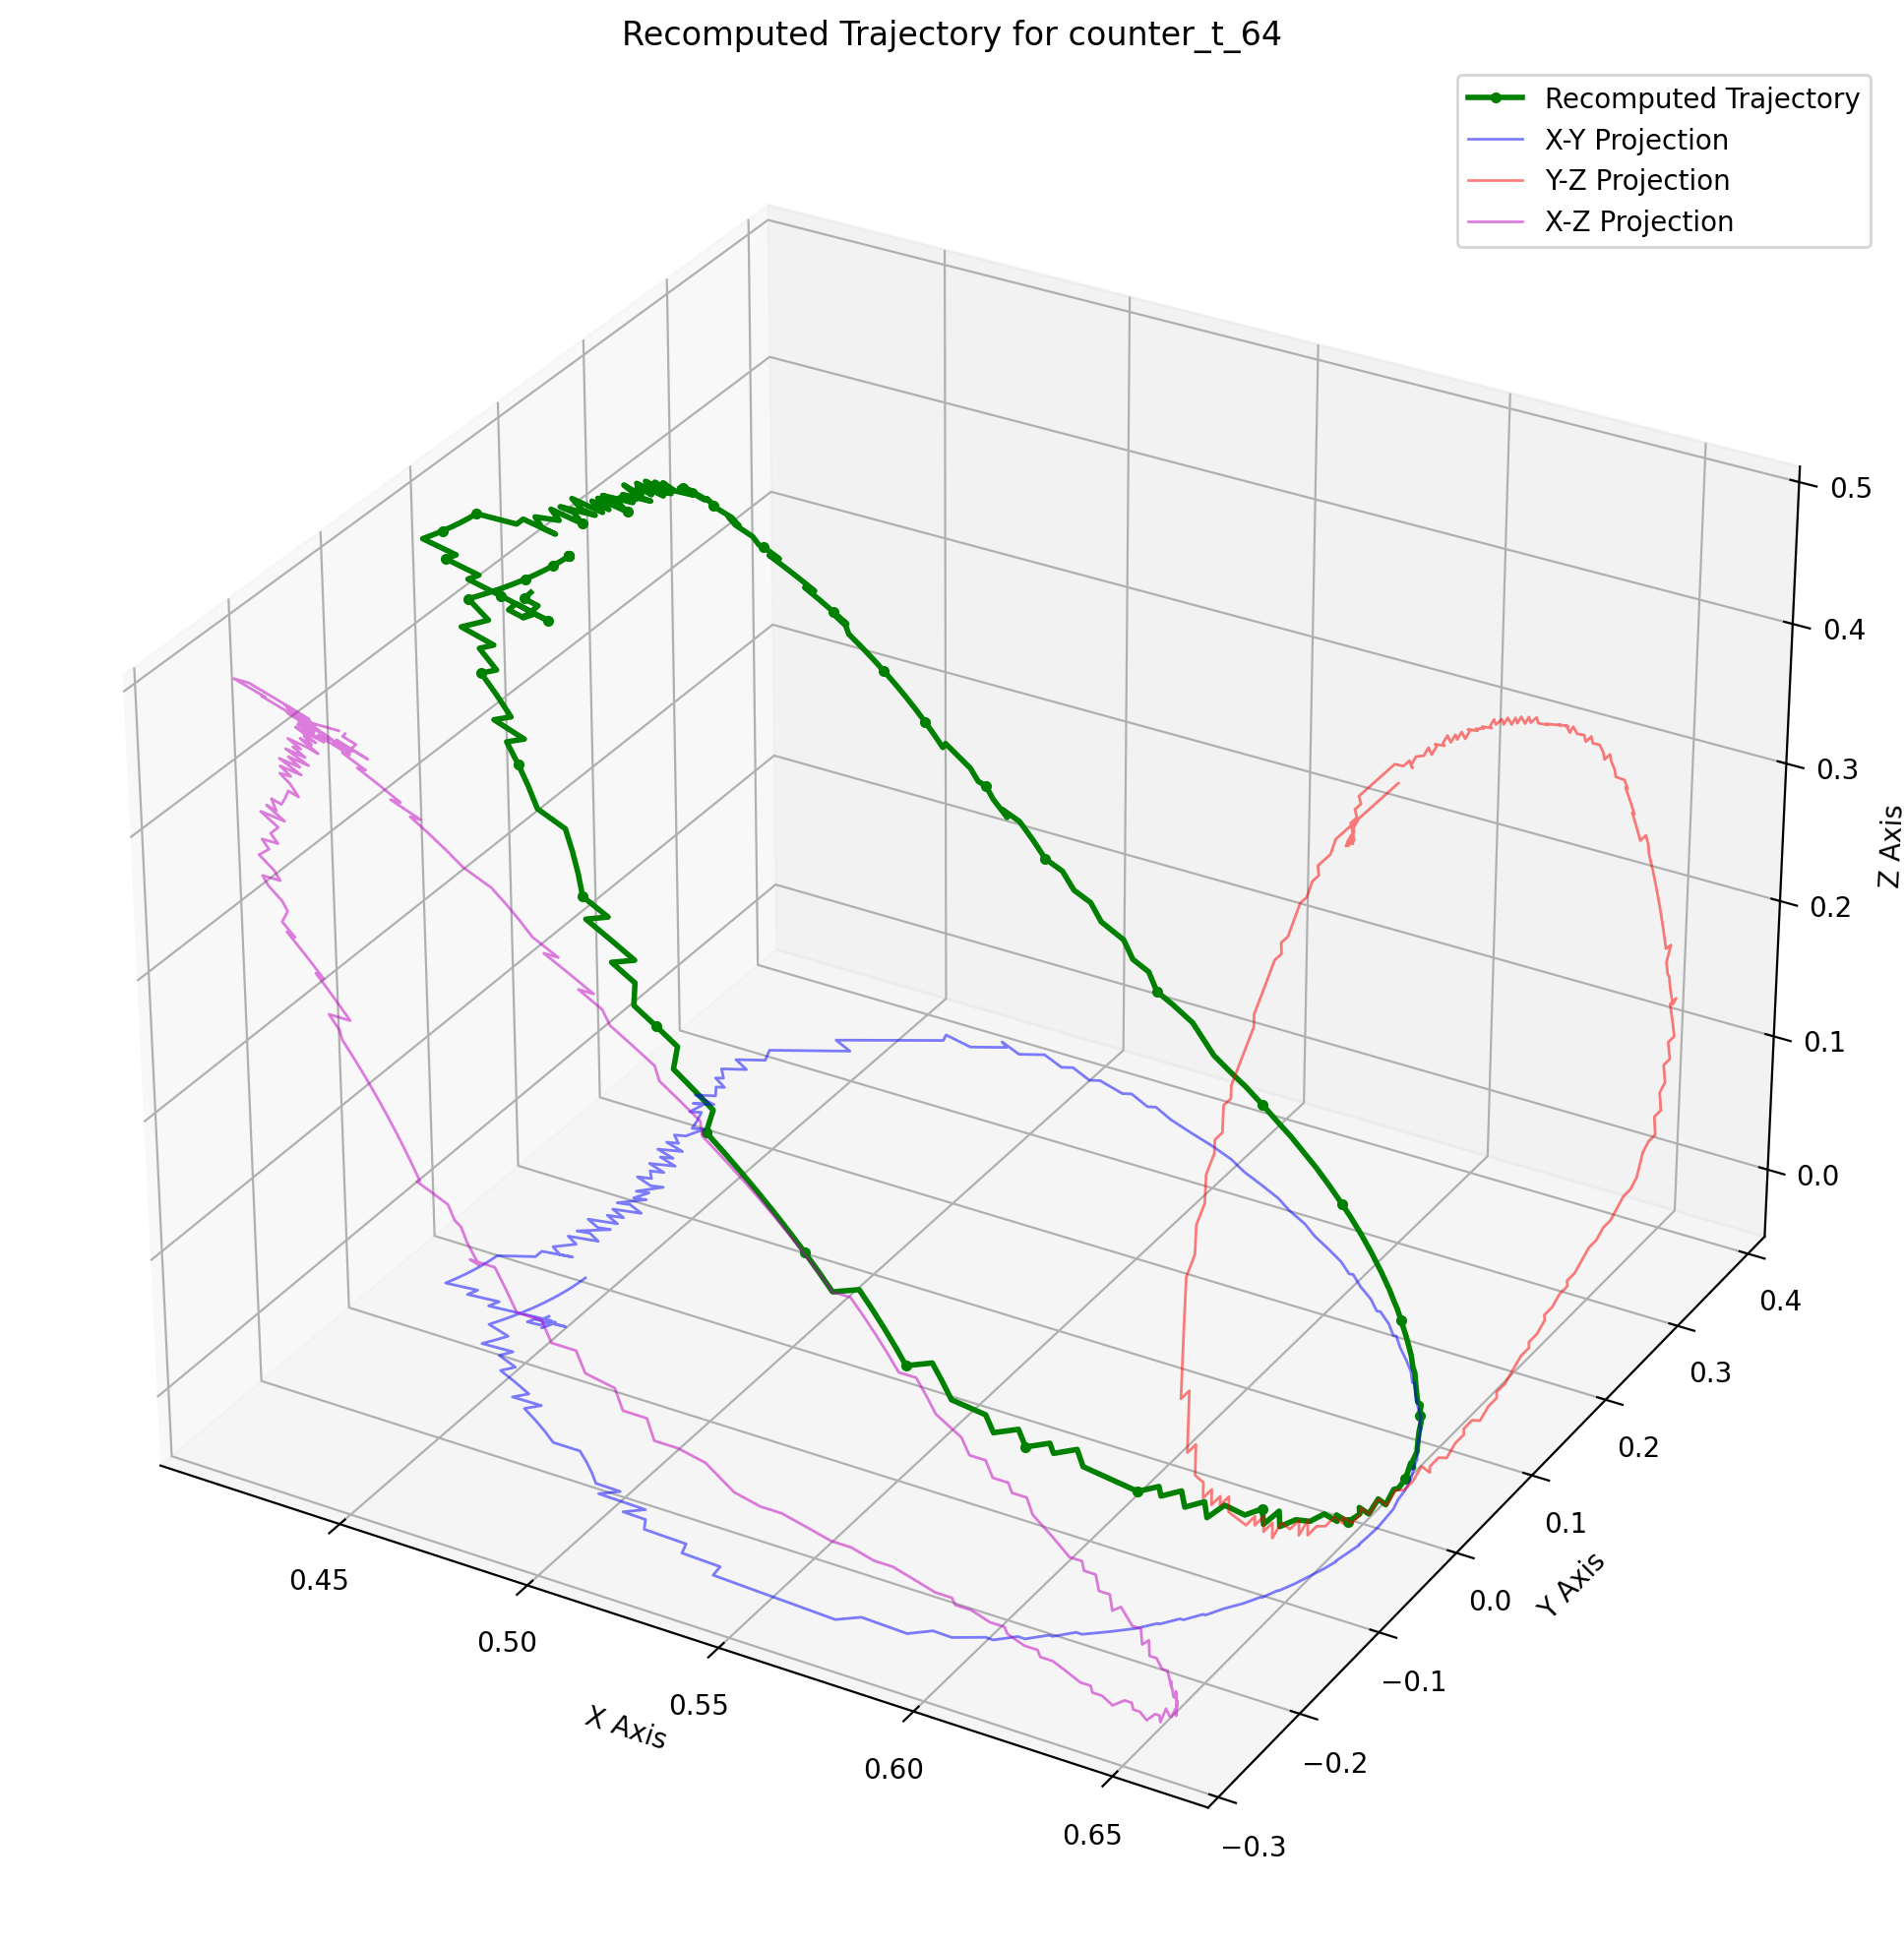 Recomputed Trajectory for counter_t_64
Recomputed Trajectory
X-Y Projection
Y-Z Projection
X-Z Projection
0.5
0.4
0.3
0.2
0.1
0.0
Z Axis
0.4
0.3
0.2
0.1
0.0
−0.1
−0.2
−0.3
Y Axis
0.45
0.50
0.55
0.60
0.65
X Axis